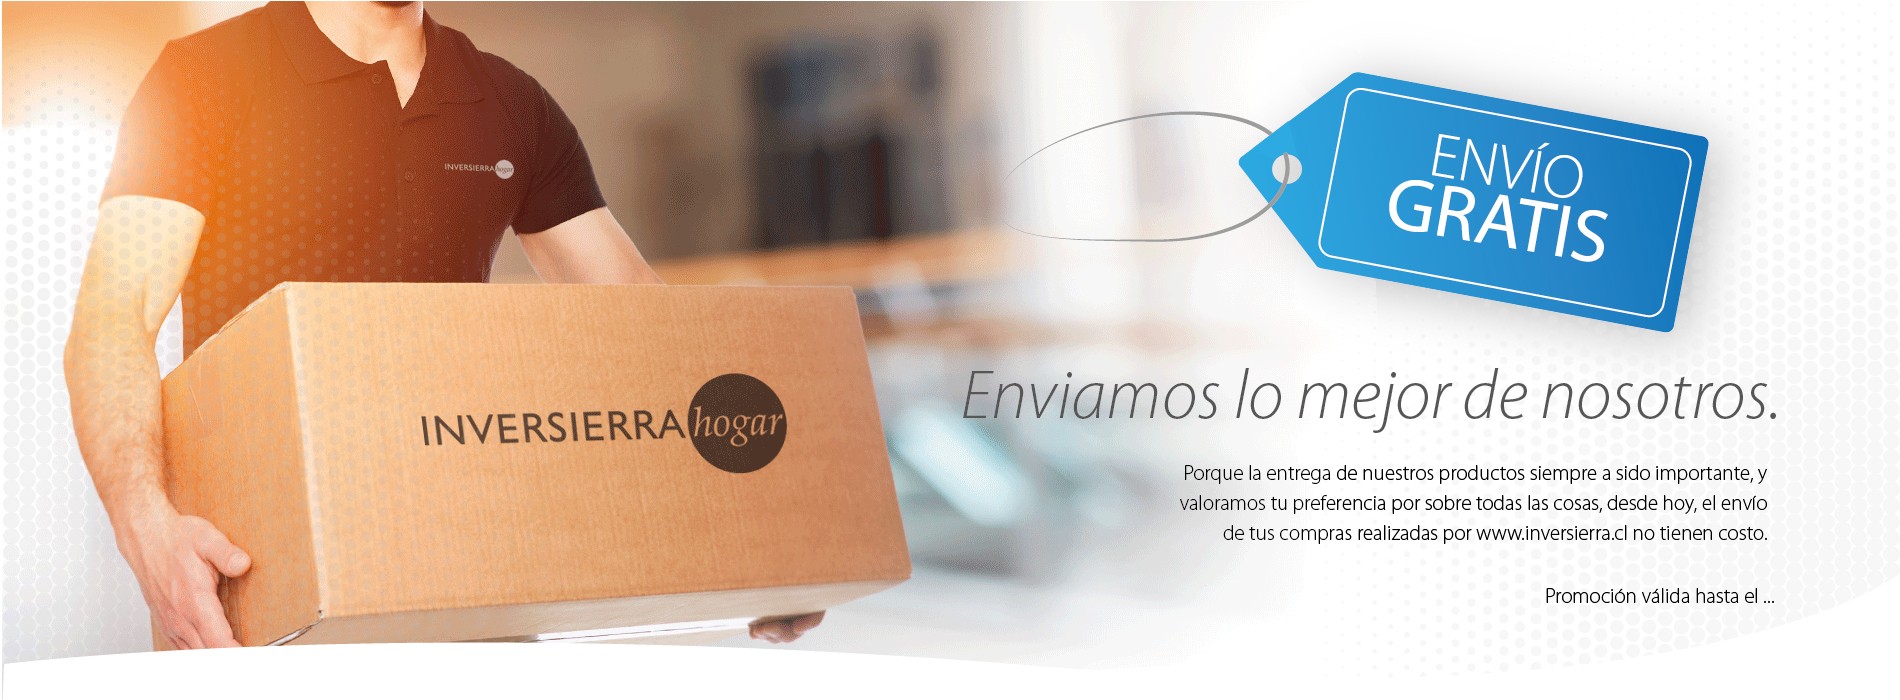 INVERSIERRA hogar
ENVÍO
GRATIS
INVERSIERRA hogar
Enviamos lo mejor de nosotros.
Porque la entrega de nuestros productos siempre a sido importante, y
valoramos tu preferencia por sobre todas las cosas, desde hoy, el envío
de tus compras realizadas por www.inversierra.cl no tienen costo.
Promoción válida hasta el ...